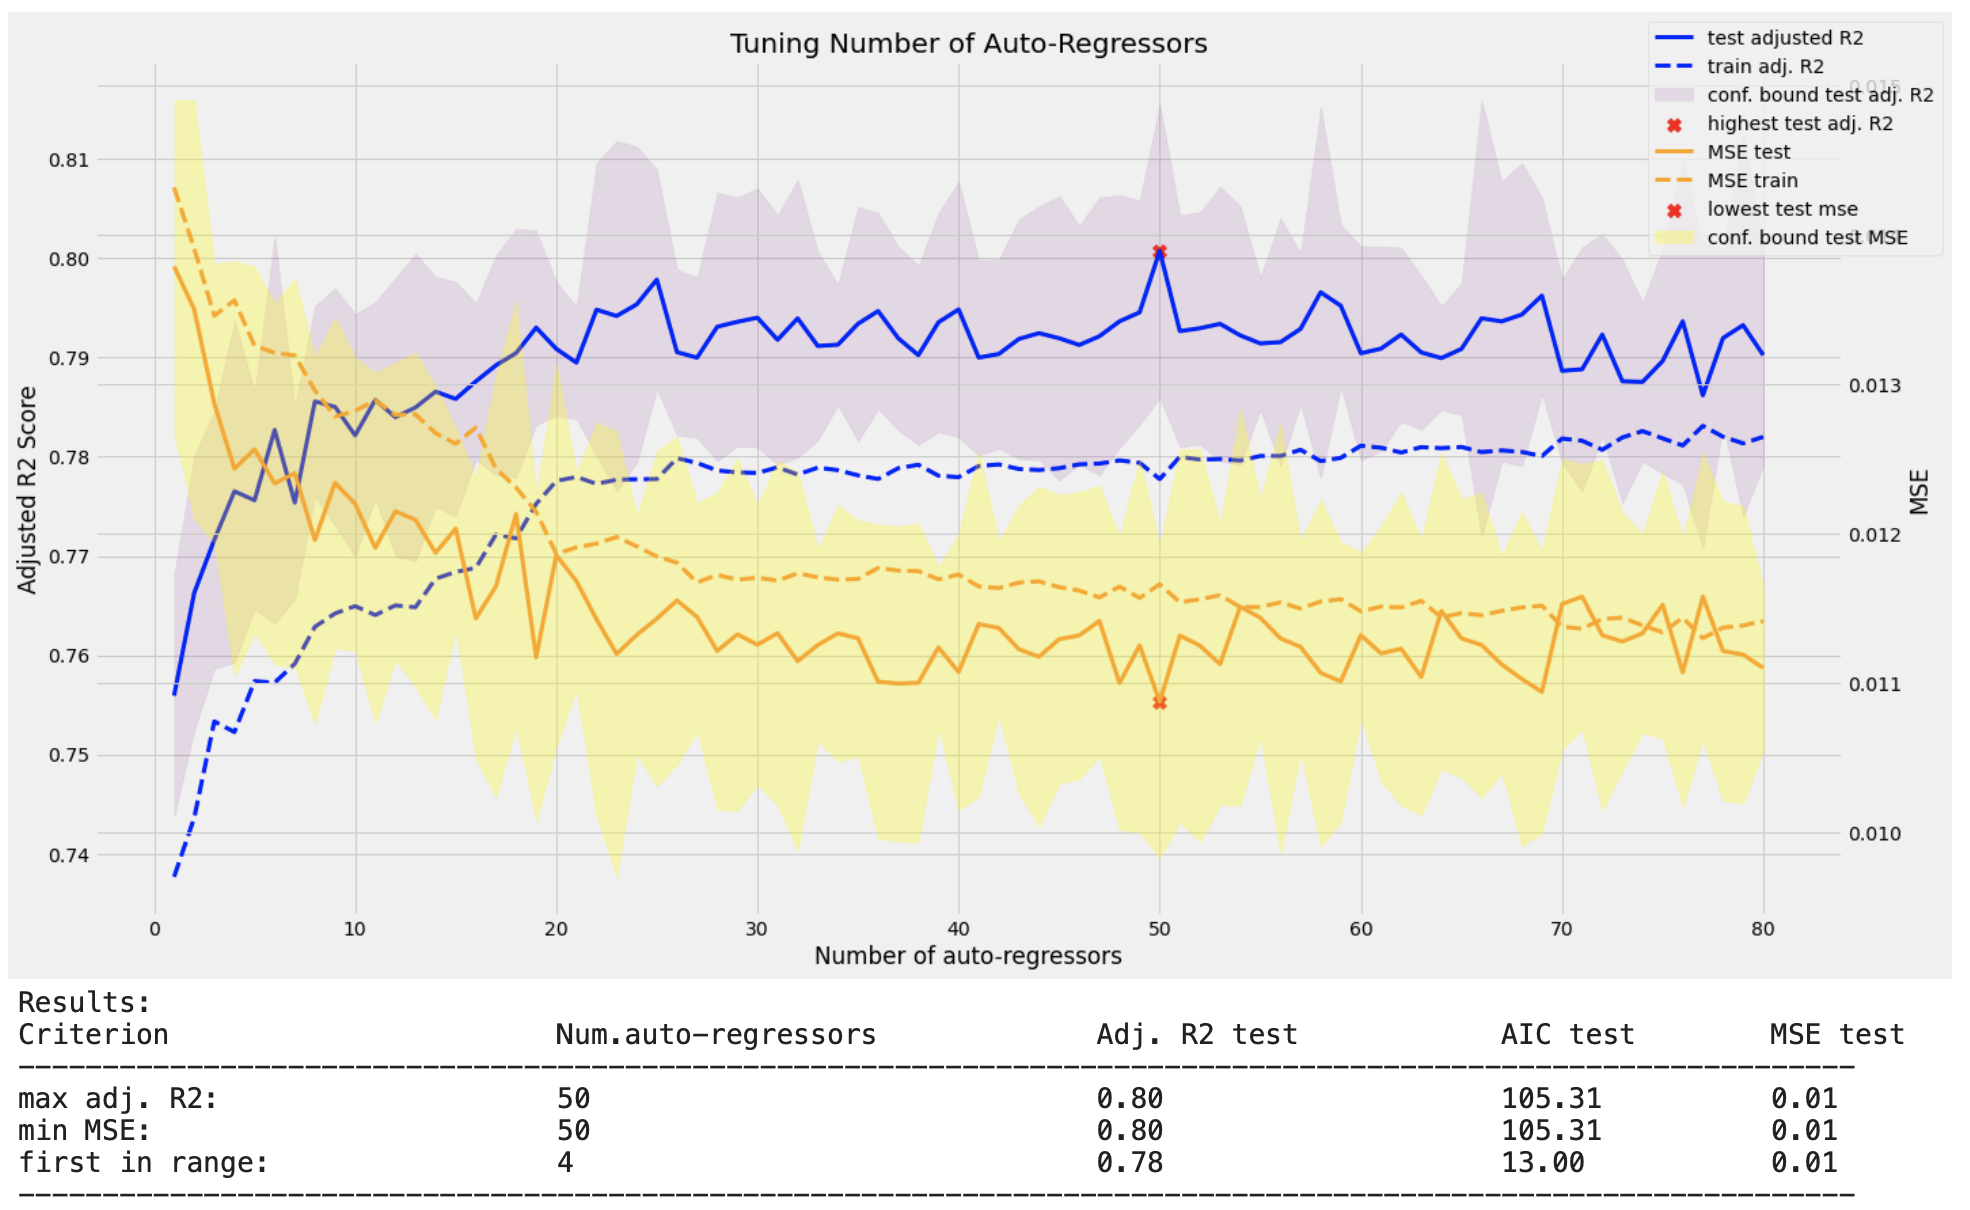 Tuning Number of Auto-Regressors
test adjusted R2
train adj. R2
conf. bound test adj. R2
highest test adj. R2
MSE test
MSE train
lowest test mse
conf. bound test MSE
0.81
0.80
0.79
0.78
0.77
0.76
0.75
0.74
Adjusted R2 Score
0.015
0.013
0.012
0.011
0.010
MSE
0 10 20 30 40 50 60 70 80
Number of auto-regressors
Results:
Criterion Num.auto-regressors Adj. R2 test AIC test MSE test
max adj. R2: 50 0.80 105.31 0.01
min MSE: 50 0.80 105.31 0.01
first in range: 4 0.78 13.00 0.01